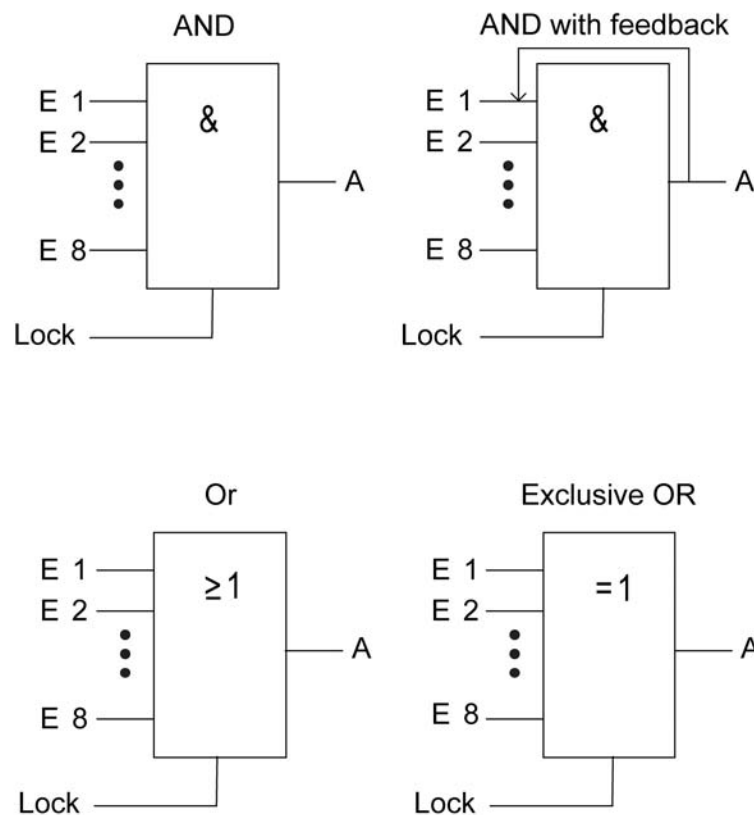 AND
E 1
E 2
E 8
&
A
Lock
AND with feedback
E 1
E 2
E 8
&
A
Lock
Or
E 1
E 2
E 8
≥1
A
Lock
Exclusive OR
E 1
E 2
E 8
=1
A
Lock